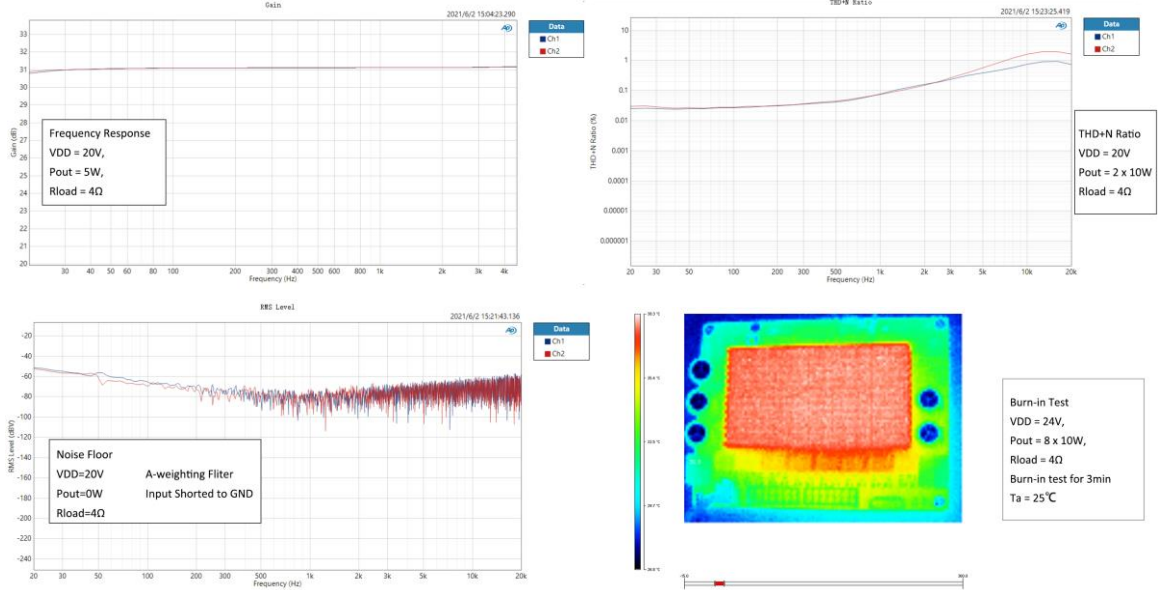 Gain
2021/6/2 15:04:23.290
Data
Ch1
Ch2
33
32
31
30
29
28
27
26
25
24
23
22
21
20
Gain (dB)
Frequency Response
VDD = 20V,
Pout = 5W,
Rload = 4Ω
30 40 50 60 80 100 200 300 400 500 600 800 1k 2k 3k 4k
Frequency (Hz)
THD+N Ratio
2021/6/2 15:23:25.419
Data
Ch1
Ch2
10
1
0.1
0.01
0.001
0.0001
0.00001
0.000001
THD+N Ratio (%)
THD+N Ratio
VDD = 20V
Pout = 2 x 10W
Rload = 4Ω
20 30 50 100 200 300 500 1k 2k 3k 5k 10k 20k
Frequency (Hz)
RMS Level
2021/6/2 15:21:43.136
Data
Ch1
Ch2
-20
-40
-60
-80
-100
-120
-140
-160
-180
-200
-220
-240
RMS Level (dBV)
Noise Floor
VDD=20V A-weighting Fliter
Pout=0W Input Shorted to GND
Rload=4Ω
20 30 50 100 200 300 500 1k 2k 3k 5k 10k 20k
Frequency (Hz)
Burn-in Test
VDD = 24V,
Pout = 8 x 10W,
Rload = 4Ω
Burn-in test for 3min
Ta = 25℃